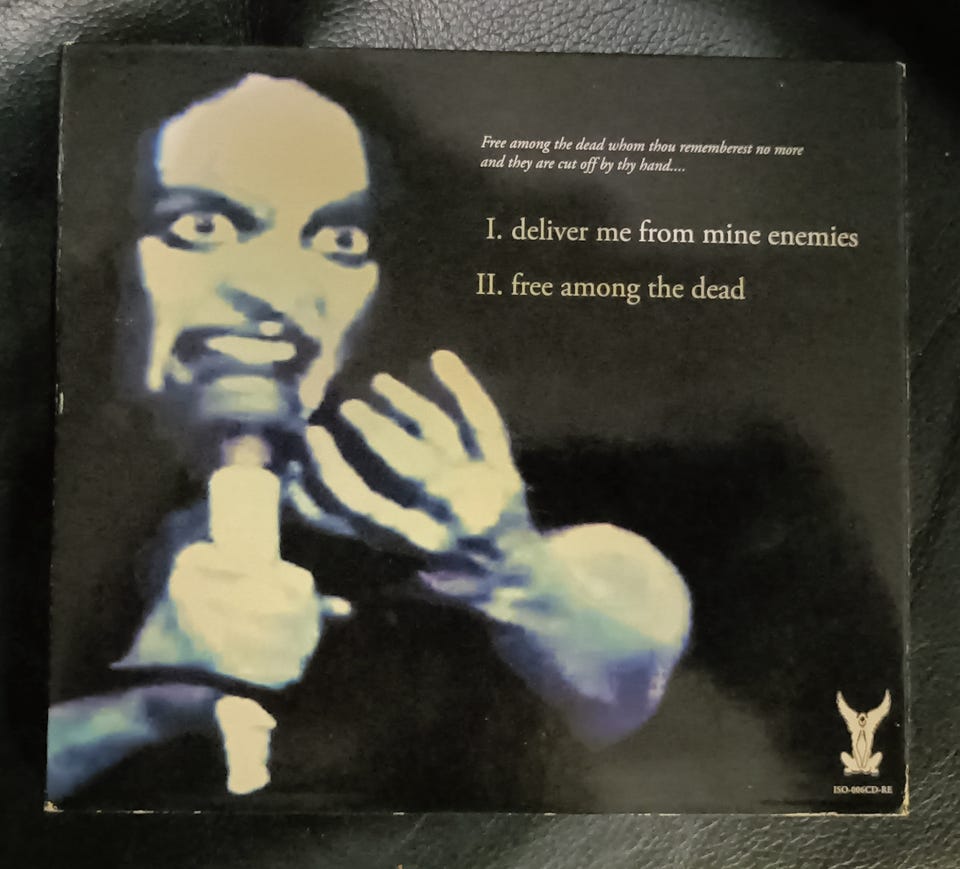 Free among the dead whom thou rememberest no more
and they are cut off by thy hand....
I. deliver me from mine enemies
II. free among the dead
ISO-006CD-RE